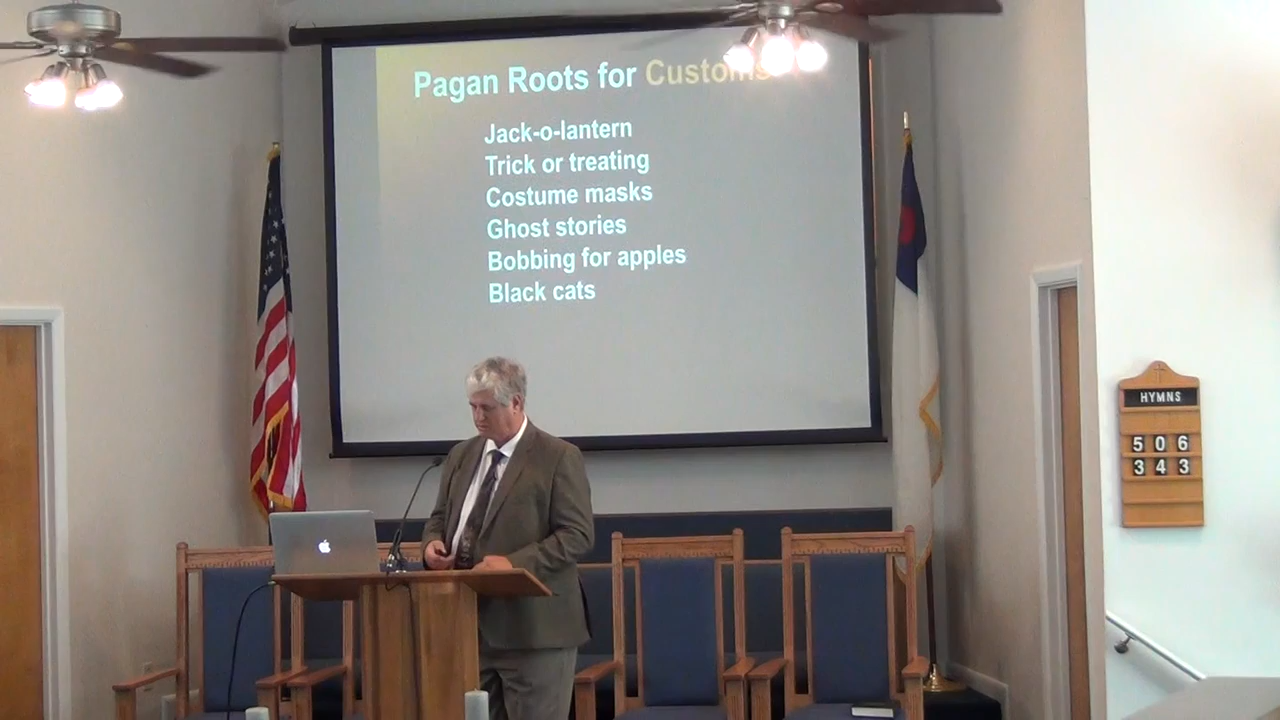 Pagan Roots for Customs
Jack-o-lantern
Trick or treating
Costume masks
Ghost stories
Bobbing for apples
Black cats
HYMNS
506
343